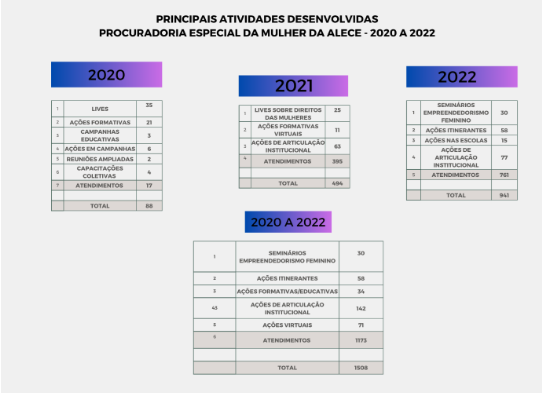 PRINCIPAIS ATIVIDADES DESENVOLVIDAS
PROCURADORIA ESPECIAL DA MULHER DA ALECE - 2020 A 2022
2020
1 LIVES 35
2 AÇÕES FORMATIVAS 21
3 CAMPANHAS
EDUCATIVAS 3
4 AÇÕES EM CAMPANHAS 6
5 REUNIÕES AMPLIADAS 2
6 CAPACITAÇÕES
COLETIVAS 4
7 ATENDIMENTOS 17
TOTAL 88
2021
1 LIVES SOBRE DIREITOS
DAS MULHERES 25
2 AÇÕES FORMATIVAS
VIRTUAIS 11
3 AÇÕES DE ARTICULAÇÃO
INSTITUCIONAL 63
4 ATENDIMENTOS 395
TOTAL 494
2022
1 SEMINÁRIOS
EMPREENDEDORISMO
FEMININO 30
2 AÇÕES ITINERANTES 58
3 AÇÕES NAS ESCOLAS 15
4 AÇÕES DE
ARTICULAÇÃO
INSTITUCIONAL 77
5 ATENDIMENTOS 761
TOTAL 941
2020 A 2022
1 SEMINÁRIOS
EMPREENDEDORISMO FEMININO 30
2 AÇÕES ITINERANTES 58
3 AÇÕES FORMATIVAS/EDUCATIVAS 34
AÇÕES DE ARTICULAÇÃO
INSTITUCIONAL 142
AÇÕES VIRTUAIS 71
ATENDIMENTOS 1173
TOTAL 1508